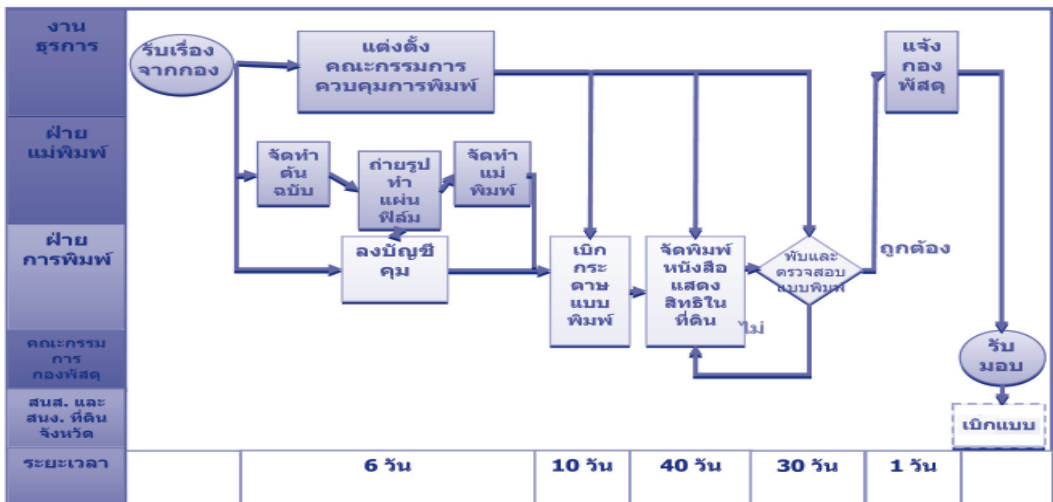 งาน
ธุรการ
รับเรื่อง
จากกอง
แต่งตั้ง
คณะกรรมการ
ควบคุมการพิมพ์
แจ้ง
กอง
พัสดุ
ฝ่าย
แม่พิมพ์
จัดทำ
ต้น
ฉบับ
ถ่ายรูป
ทำ
แผ่น
ฟิล์ม
จัดทำ
แม่
พิมพ์
ฝ่าย
การพิมพ์
ลงบัญชี
คุม
เบิก
กระ
ดาษ
แบบ
พิมพ์
จัดพิมพ์
หนังสือ
แสดง
สิทธิใน
ที่ดิน
พับและ
ตรวจสอบ
แบบพิมพ์
ถูกต้อง
ไม่
คณะกรรม
การ
กองพัสดุ
รับ
มอบ
สนส. และ
สนง. ที่ดิน
จังหวัด
เบิกแบบ
ระยะเวลา
6 วัน
10 วัน
40 วัน
30 วัน
1 วัน